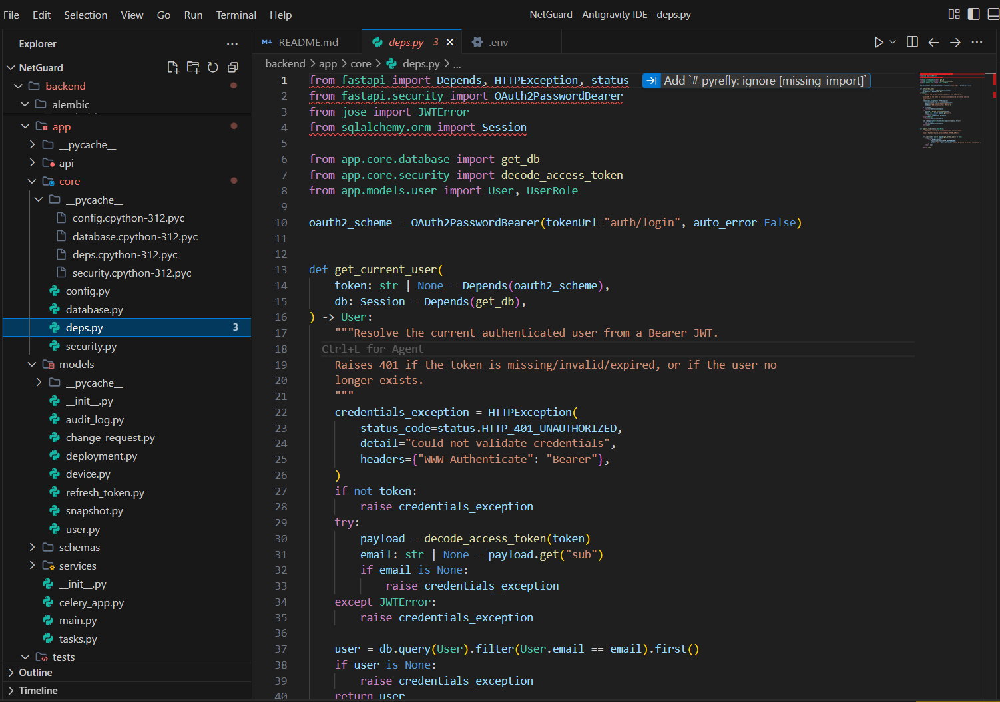 File Edit Selection View Go Run Terminal Help
NetGuard - Antigravity IDE - deps.py
Explorer
NetGuard
backend
alembic
app
__pycache__
api
core
__pycache__
config.cpython-312.pyc
database.cpython-312.pyc
deps.cpython-312.pyc
security.cpython-312.pyc
config.py
database.py
deps.py 3
security.py
models
__pycache__
__init__.py
audit_log.py
change_request.py
deployment.py
device.py
refresh_token.py
snapshot.py
user.py
schemas
services
__init__.py
celery_app.py
main.py
tasks.py
tests
Outline
Timeline
README.md
deps.py 3
.env
backend > app > core > deps.py > ...
1 from fastapi import Depends, HTTPException, status Add `# pyrefly: ignore [missing-import]`
2 from fastapi.security import OAuth2PasswordBearer
3 from jose import JWTError
4 from sqlalchemy.orm import Session
5
6 from app.core.database import get_db
7 from app.core.security import decode_access_token
8 from app.models.user import User, UserRole
9
10 oauth2_scheme = OAuth2PasswordBearer(tokenUrl="auth/login", auto_error=False)
11
12
13 def get_current_user(
14 token: str | None = Depends(oauth2_scheme),
15 db: Session = Depends(get_db),
16 ) -> User:
17 """Resolve the current authenticated user from a Bearer JWT.
18 Ctrl+L for Agent
19 Raises 401 if the token is missing/invalid/expired, or if the user no
20 longer exists.
21 """
22 credentials_exception = HTTPException(
23 status_code=status.HTTP_401_UNAUTHORIZED,
24 detail="Could not validate credentials",
25 headers={"WWW-Authenticate": "Bearer"},
26 )
27 if not token:
28 raise credentials_exception
29 try:
30 payload = decode_access_token(token)
31 email: str | None = payload.get("sub")
32 if email is None:
33 raise credentials_exception
34 except JWTError:
35 raise credentials_exception
36
37 user = db.query(User).filter(User.email == email).first()
38 if user is None:
39 raise credentials_exception
40 return user